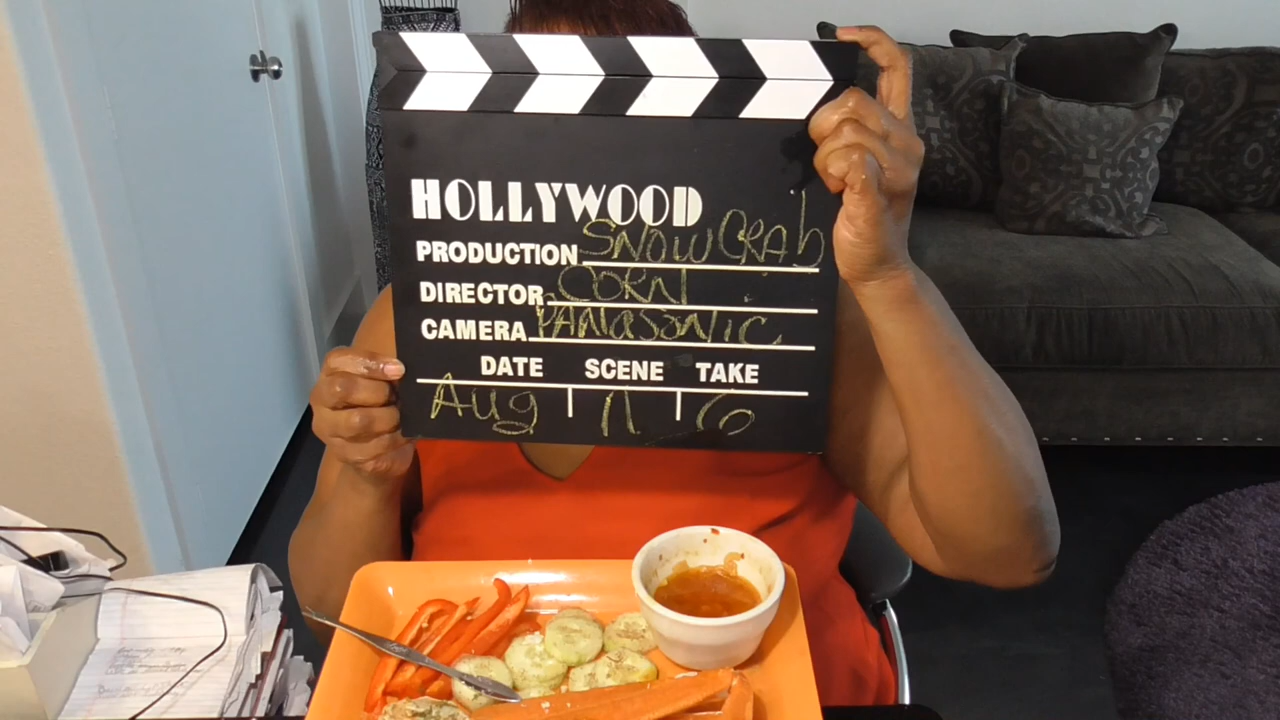 HOLLYWOOD
PRODUCTION SNOW CRAb
DIRECTOR CORN
CAMERA PANASONIC
DATE SCENE TAKE
Aug 11 6